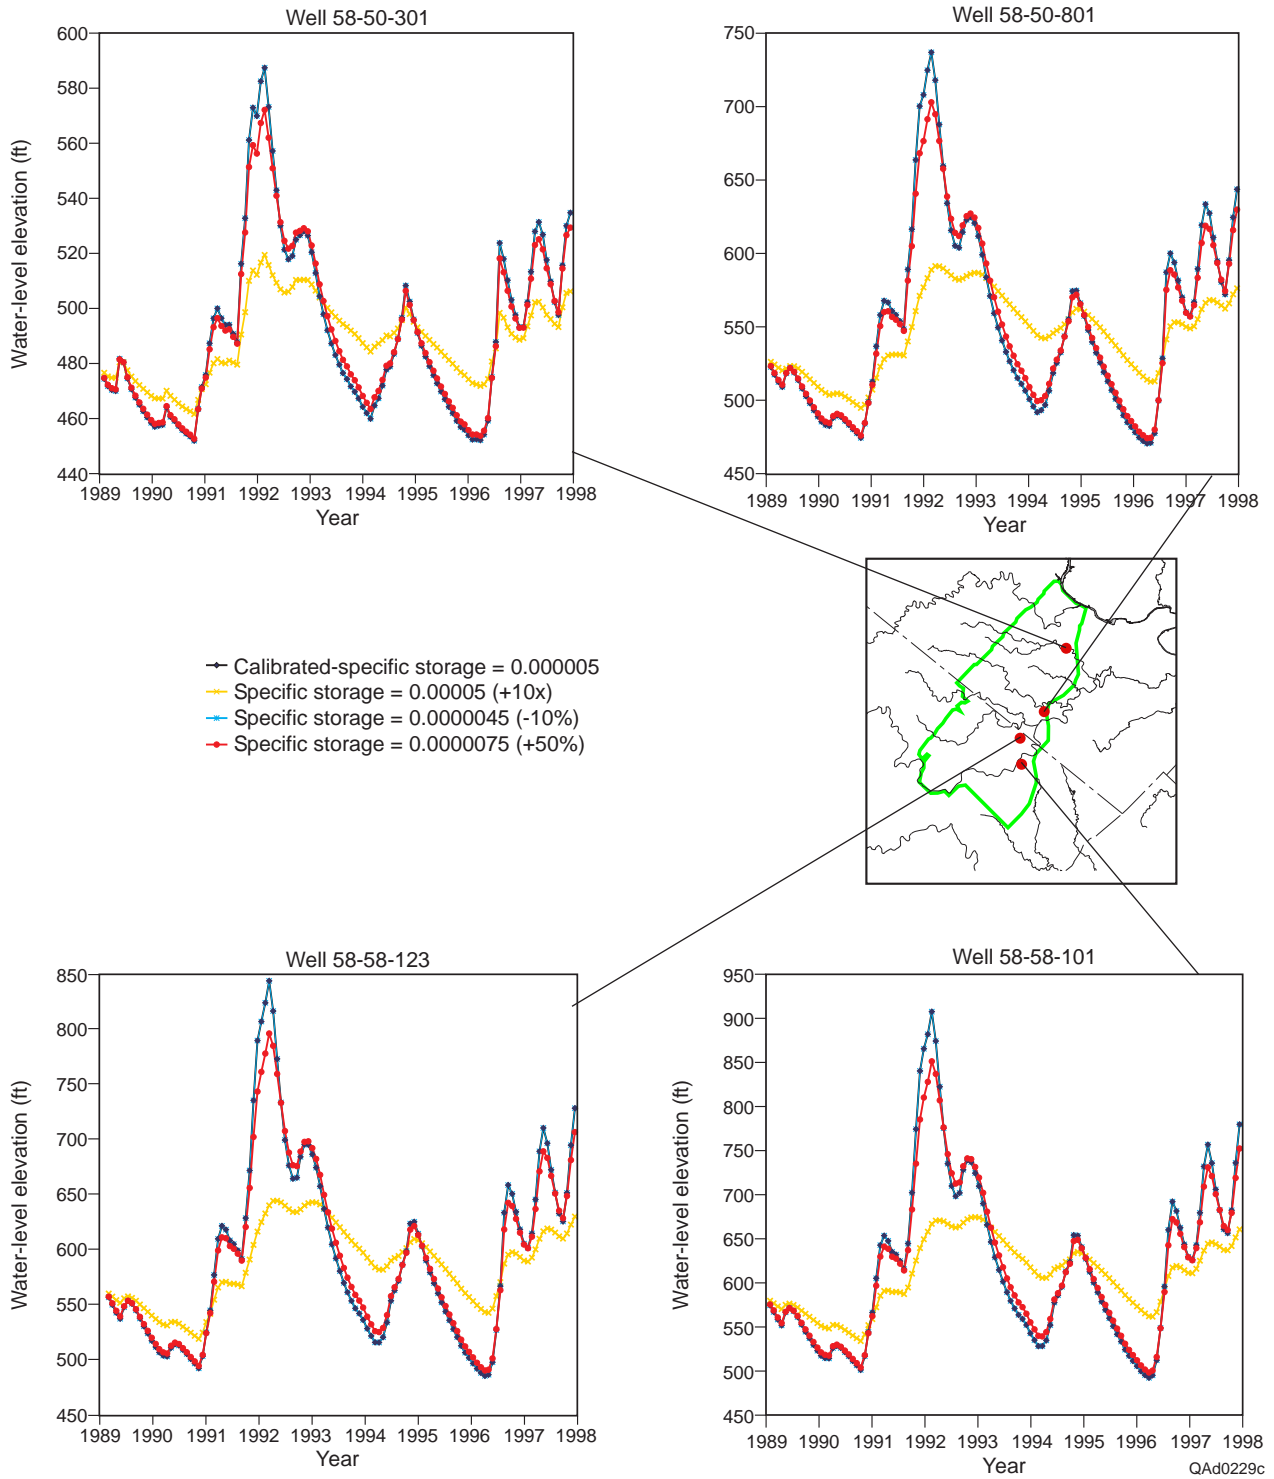 Well 58-50-301
600
580
560
540
520
500
480
460
440
Water-level elevation (ft)
1989 1990 1991 1992 1993 1994 1995 1996 1997 1998
Year
Well 58-50-801
750
700
650
600
550
500
450
1989 1990 1991 1992 1993 1994 1995 1996 1997 1998
Year
Calibrated-specific storage = 0.000005
Specific storage = 0.00005 (+10x)
Specific storage = 0.0000045 (-10%)
Specific storage = 0.0000075 (+50%)
Well 58-58-123
850
800
750
700
650
600
550
500
450
Water-level elevation (ft)
1989 1990 1991 1992 1993 1994 1995 1996 1997 1998
Year
Well 58-58-101
950
900
850
800
750
700
650
600
550
500
450
Water-level elevation (ft)
1989 1990 1991 1992 1993 1994 1995 1996 1997 1998
Year
QAd0229c